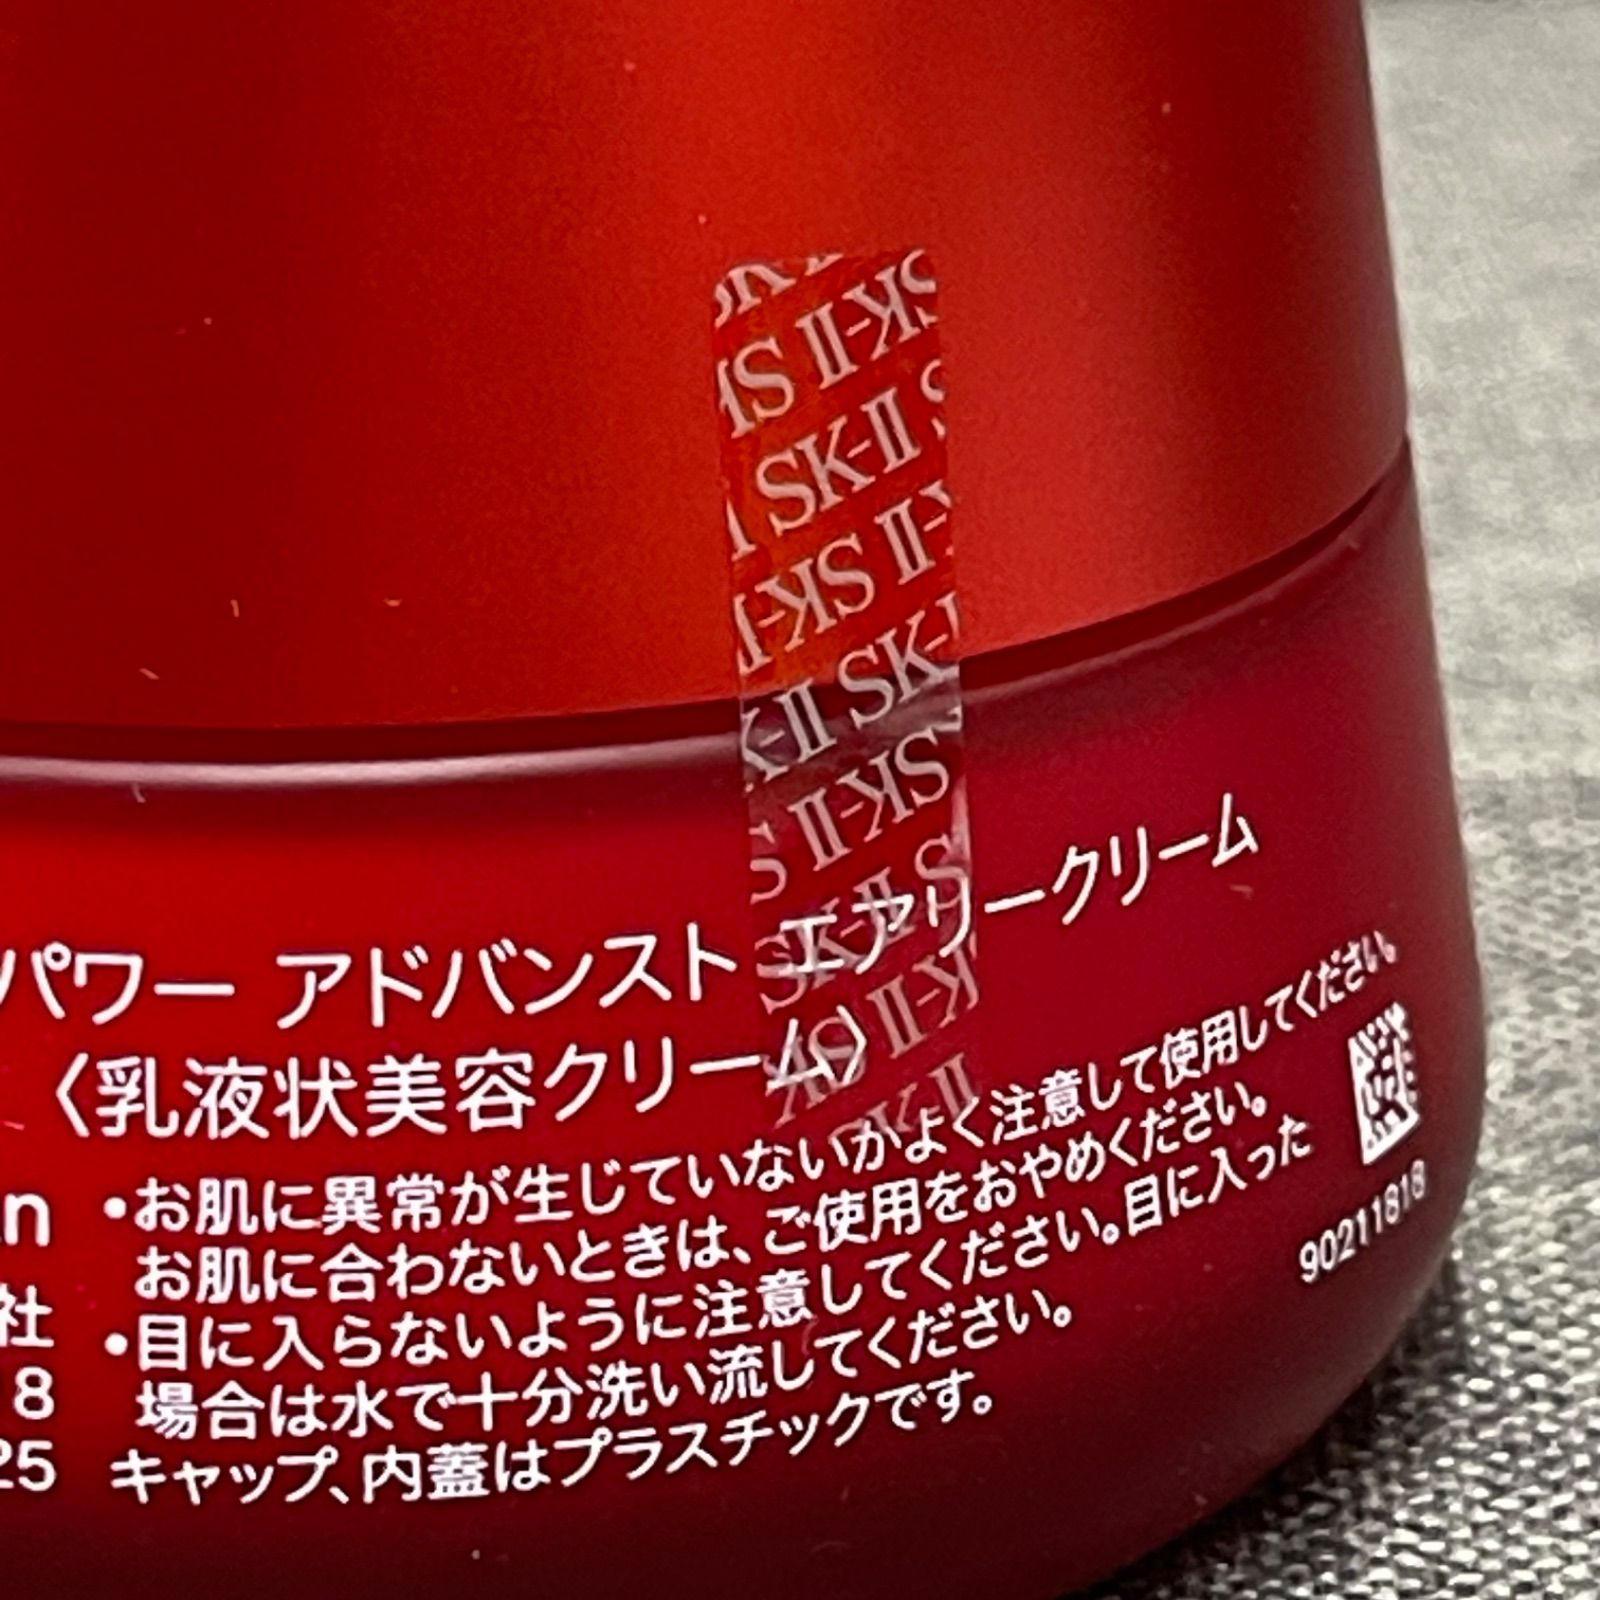 SK-II
SK-II
SK-II
SK-II
SK-II
SK-II
パワー アドバンスト エアリークリーム
〈乳液状美容クリーム〉
•お肌に異常が生じていないかよく注意して使用してください。
お肌に合わないときは、ご使用をおやめください。
•目に入らないように注意してください。目に入った
場合は水で十分洗い流してください。
キャップ、内蓋はプラスチックです。
90211818
社
8
25